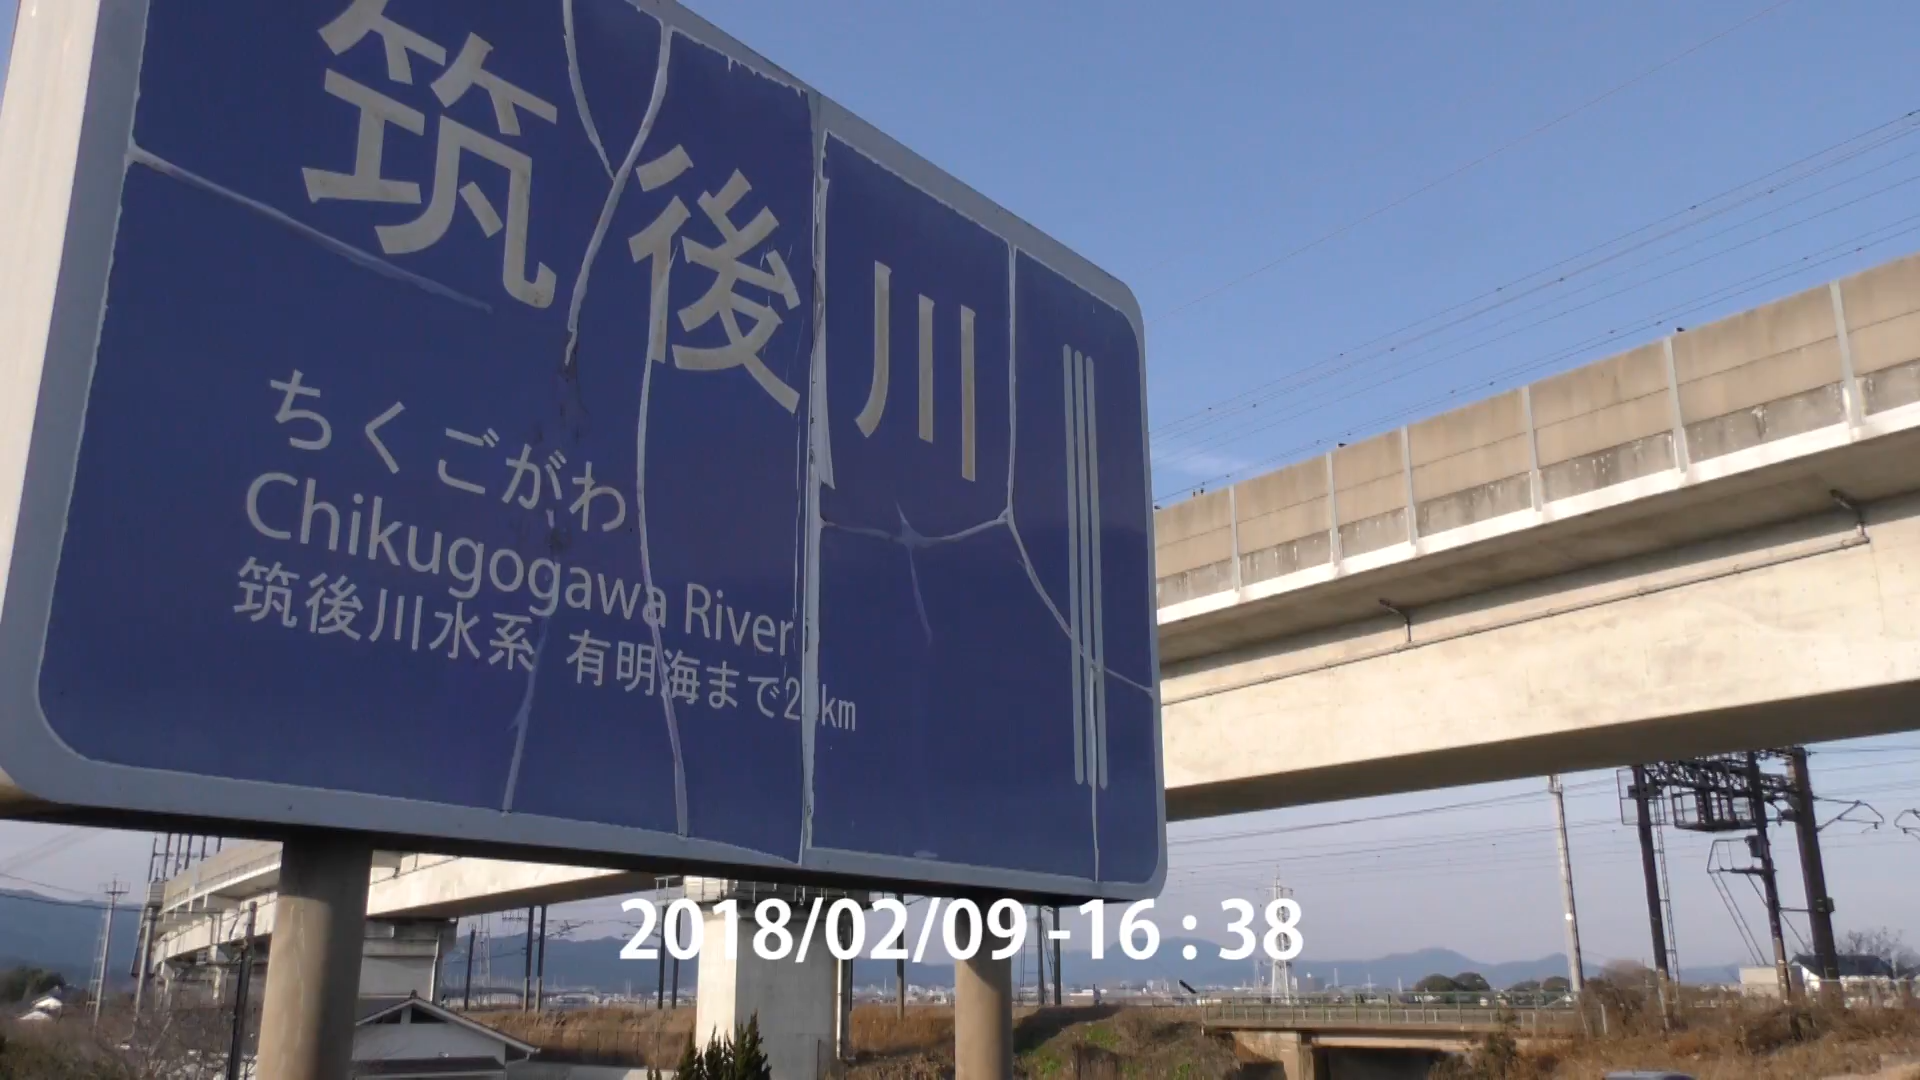 筑後川
ちくごがわ
Chikugogawa River
筑後川水系 有明海まで
2018/02/09 - 16 : 38